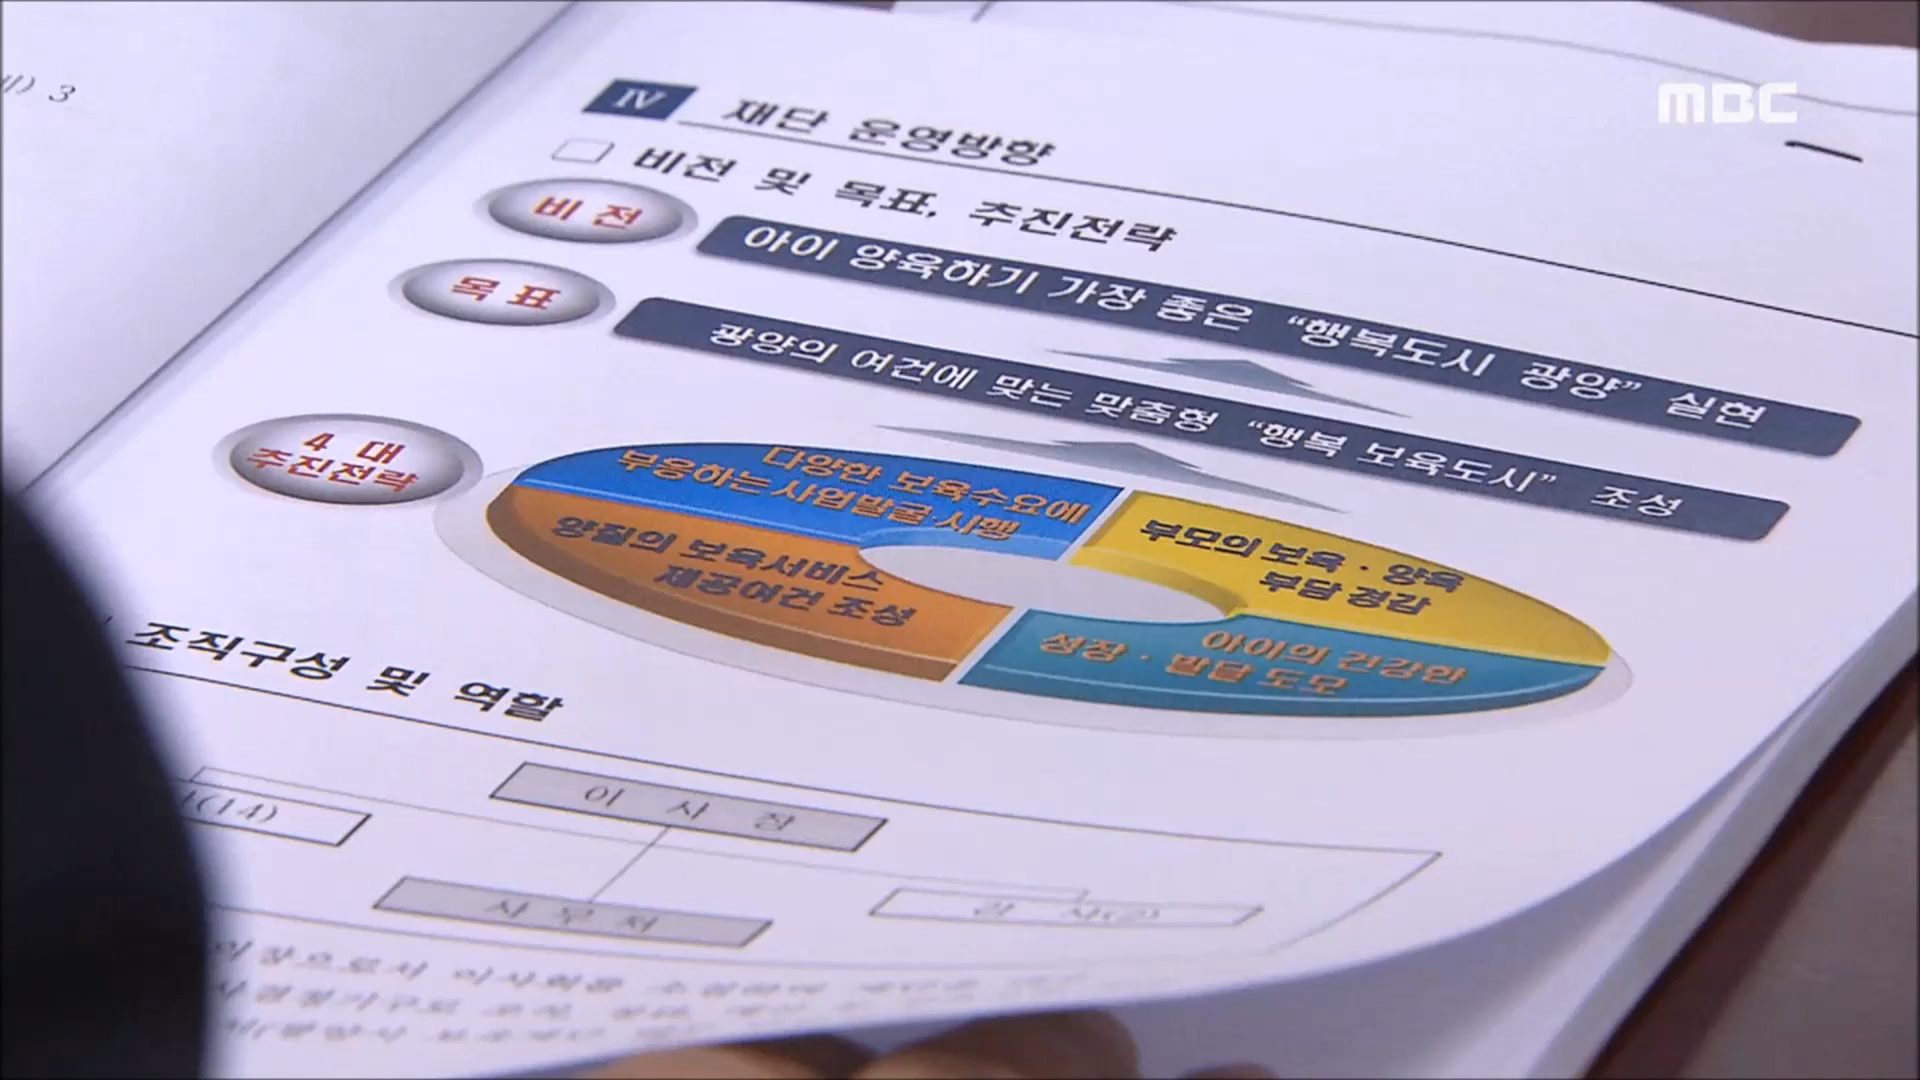 3
MBC
Ⅳ 재단 운영방향
□ 비전 및 목표, 추진전략
비 전
아이 양육하기 가장 좋은 “행복도시 광양” 실현
목 표
광양의 여건에 맞는 맞춤형 “행복 보육도시” 조성
4 대
추진전략
다양한 보육수요에
부응하는 사업발굴·시행
부모의 보육 · 양육
부담 경감
양질의 보육서비스
제공여건 조성
아이의 건강한
성장 · 발달 도모
조직구성 및 역할
이 사 장
(14)
사 무 처
감 사(2)